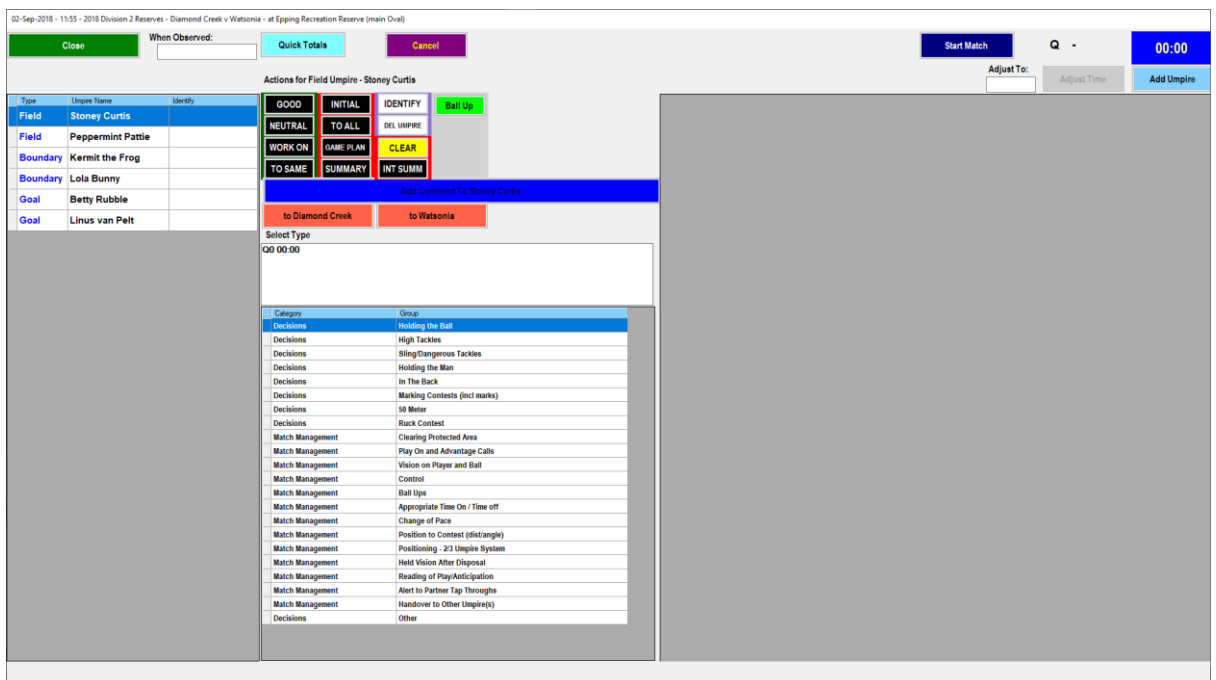 02-Sep-2018 - 11:55 - 2018 Division 2 Reserves - Diamond Creek v Watsonia - at Epping Recreation Reserve (main Oval)
Close When Observed: Quick Totals Cancel Start Match Q - 00:00
Adjust To: Adjust Time Add Umpire
Actions for Field Umpire - Stoney Curtis
Type Umpire Name Identify
Field Stoney Curtis
Field Peppermint Pattie
Boundary Kermit the Frog
Boundary Lola Bunny
Goal Betty Rubble
Goal Linus van Pelt
GOOD INITIAL IDENTIFY Ball Up
NEUTRAL TO ALL DEL UMPIRE
WORK ON GAME PLAN CLEAR
TO SAME SUMMARY INT SUMM
Add Comment To Stoney Curtis
to Diamond Creek to Watsonia
Select Type
Q0 00:00
Category Group
Decisions Holding the Ball
Decisions High Tackles
Decisions Sling/Dangerous Tackles
Decisions Holding the Man
Decisions In The Back
Decisions Marking Contests (incl marks)
Decisions 50 Meter
Decisions Ruck Contest
Match Management Clearing Protected Area
Match Management Play On and Advantage Calls
Match Management Vision on Player and Ball
Match Management Control
Match Management Ball Ups
Match Management Appropriate Time On / Time off
Match Management Change of Pace
Match Management Position to Contest (dist/angle)
Match Management Positioning - 2/3 Umpire System
Match Management Held Vision After Disposal
Match Management Reading of Play/Anticipation
Match Management Alert to Partner Tap Throughs
Match Management Handover to Other Umpire(s)
Decisions Other